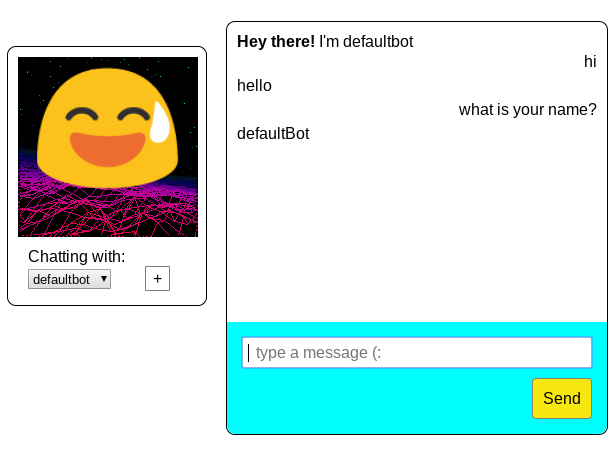 Chatting with:
defaultbot
+
Hey there! I'm defaultbot
hi
hello
what is your name?
defaultBot
type a message (:
Send